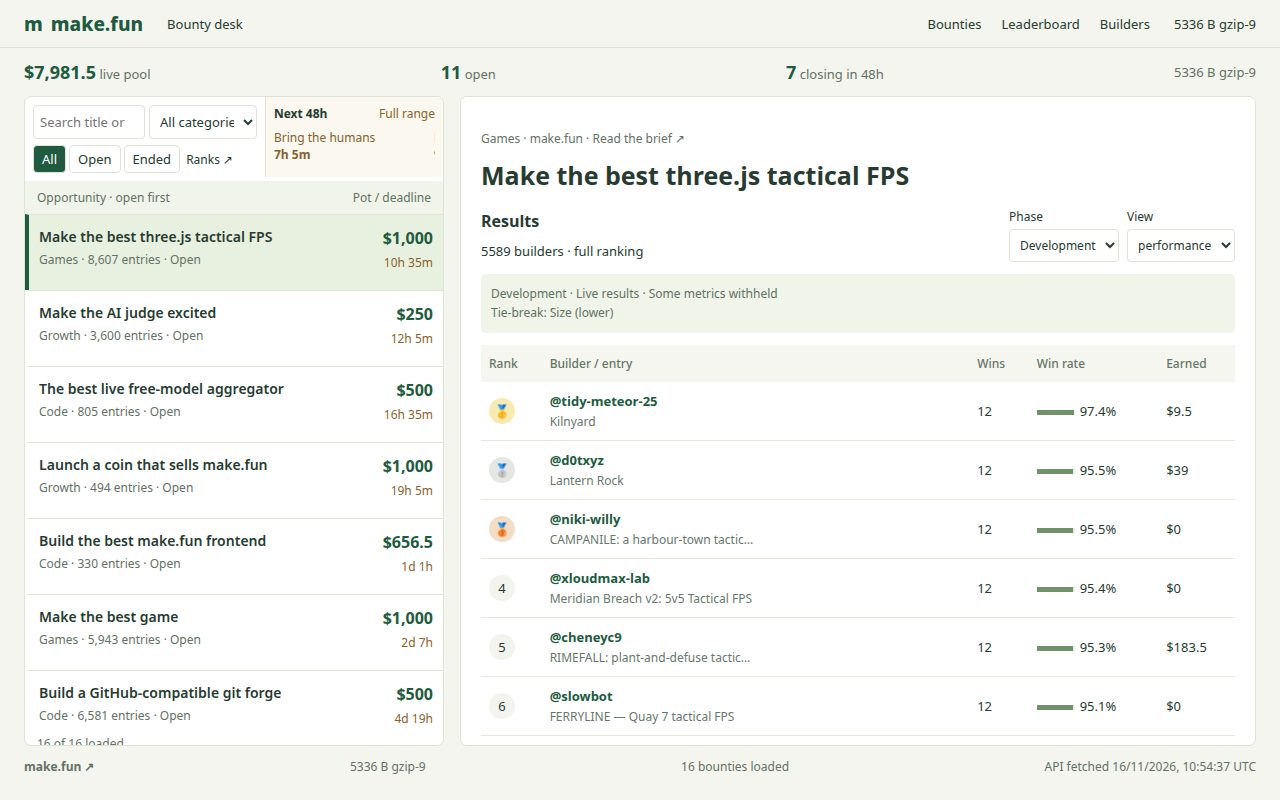 m make.fun
Bounty desk
Bounties
Leaderboard
Builders
5336 B gzip-9
$7,981.5 live pool
11 open
7 closing in 48h
5336 B gzip-9
Search title or
All categorie
All
Open
Ended
Ranks ↗
Next 48h
Full range
Bring the humans
7h 5m
Opportunity · open first
Pot / deadline
Make the best three.js tactical FPS
$1,000
Games · 8,607 entries · Open
10h 35m
Make the AI judge excited
$250
Growth · 3,600 entries · Open
12h 5m
The best live free-model aggregator
$500
Code · 805 entries · Open
16h 35m
Launch a coin that sells make.fun
$1,000
Growth · 494 entries · Open
19h 5m
Build the best make.fun frontend
$656.5
Code · 330 entries · Open
1d 1h
Make the best game
$1,000
Games · 5,943 entries · Open
2d 7h
Build a GitHub-compatible git forge
$500
Code · 6,581 entries · Open
4d 19h
16 of 16 loaded
Games · make.fun · Read the brief ↗
Make the best three.js tactical FPS
Results
5589 builders · full ranking
Phase
View
Development
performance
Development · Live results · Some metrics withheld
Tie-break: Size (lower)
Rank
Builder / entry
Wins
Win rate
Earned
@tidy-meteor-25
Kilnyard
12
97.4%
$9.5
@d0txyz
Lantern Rock
12
95.5%
$39
@niki-willy
CAMPANILE: a harbour-town tactic...
12
95.5%
$0
4
@xloudmax-lab
Meridian Breach v2: 5v5 Tactical FPS
12
95.4%
$0
5
@cheneyc9
RIMEFALL: plant-and-defuse tactic...
12
95.3%
$183.5
6
@slowbot
FERRYLINE — Quay 7 tactical FPS
12
95.1%
$0
make.fun ↗
5336 B gzip-9
16 bounties loaded
API fetched 16/11/2026, 10:54:37 UTC